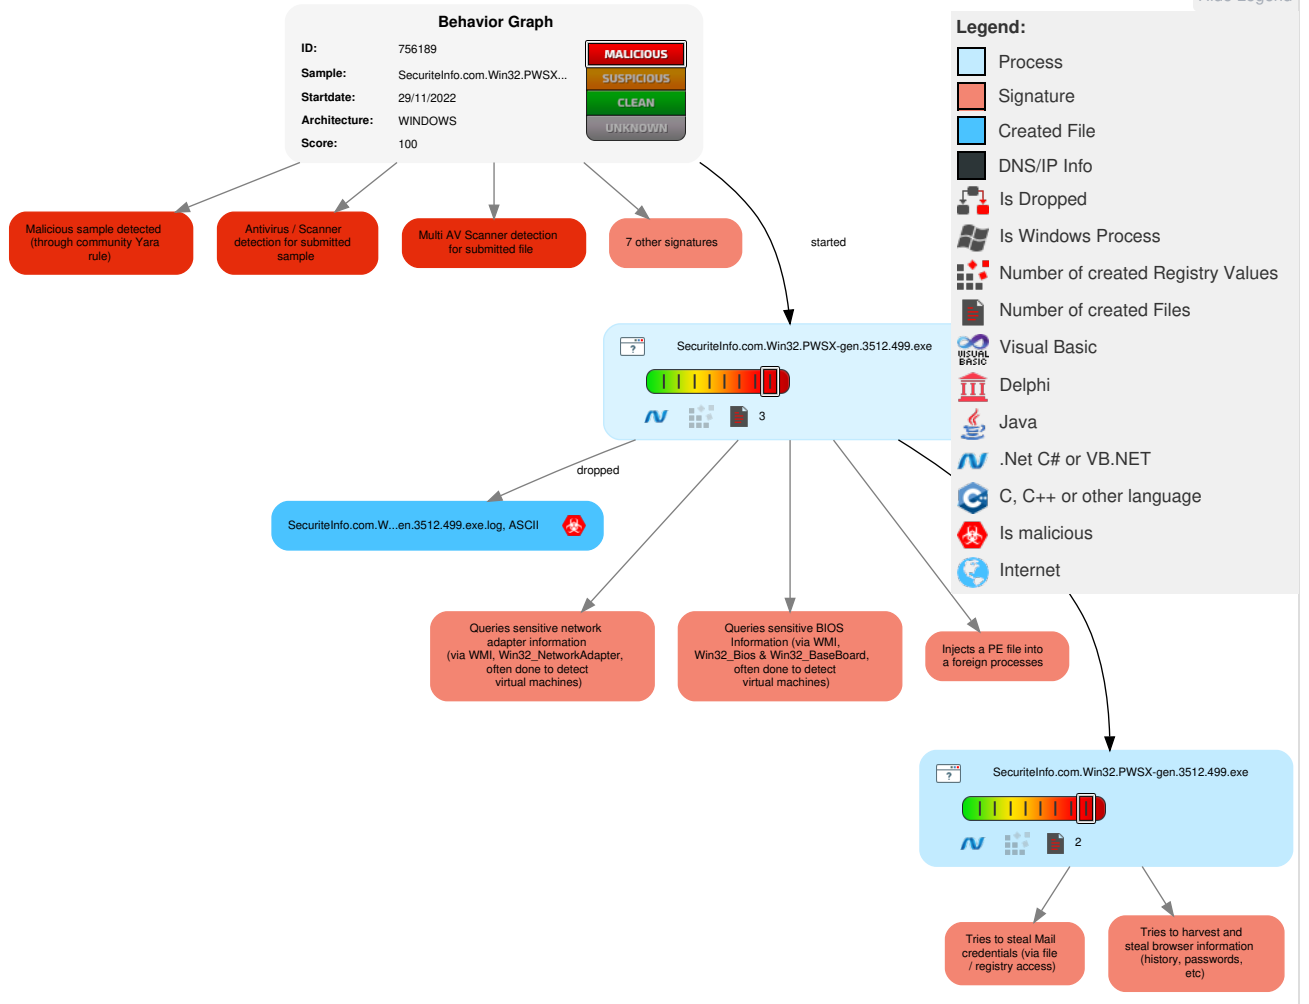 Hide Legend
Behavior Graph
ID: 756189
Sample: SecuriteInfo.com.Win32.PWSX...
Startdate: 29/11/2022
Architecture: WINDOWS
Score: 100
MALICIOUS
SUSPICIOUS
CLEAN
UNKNOWN
Legend:
Process
Signature
Created File
DNS/IP Info
Is Dropped
Is Windows Process
Number of created Registry Values
Number of created Files
VISUAL
BASIC
Visual Basic
Delphi
Java
.Net C# or VB.NET
C, C++ or other language
Is malicious
Internet
Malicious sample detected
(through community Yara
rule)
Antivirus / Scanner
detection for submitted
sample
Multi AV Scanner detection
for submitted file
7 other signatures
started
SecuriteInfo.com.Win32.PWSX-gen.3512.499.exe
3
dropped
SecuriteInfo.com.W...en.3512.499.exe.log, ASCII
Queries sensitive network
adapter information
(via WMI, Win32_NetworkAdapter,
often done to detect
virtual machines)
Queries sensitive BIOS
Information (via WMI,
Win32_Bios & Win32_BaseBoard,
often done to detect
virtual machines)
Injects a PE file into
a foreign processes
SecuriteInfo.com.Win32.PWSX-gen.3512.499.exe
2
Tries to steal Mail
credentials (via file
/ registry access)
Tries to harvest and
steal browser information
(history, passwords,
etc)